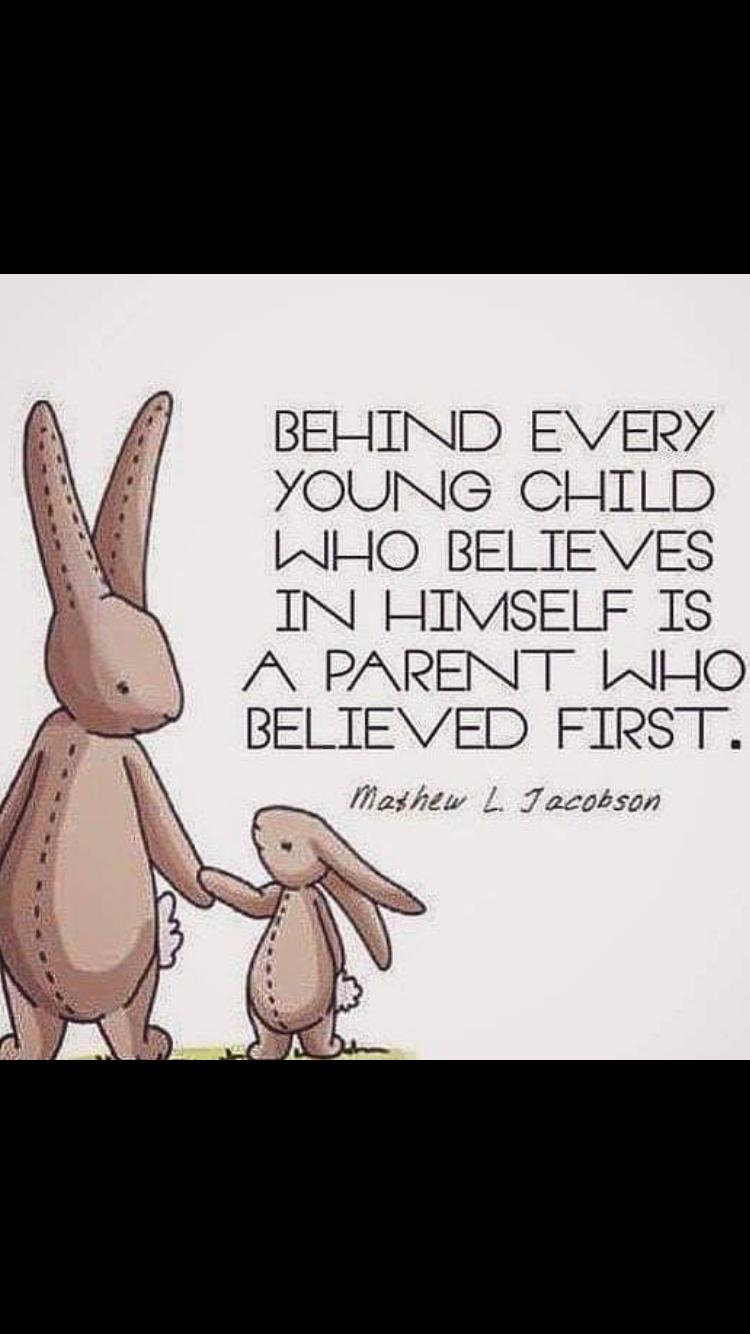 BEHIND EVERY
YOUNG CHILD
WHO BELIEVES
IN HIMSELF IS
A PARENT WHO
BELIEVED FIRST.
Mathew L. Jacobson